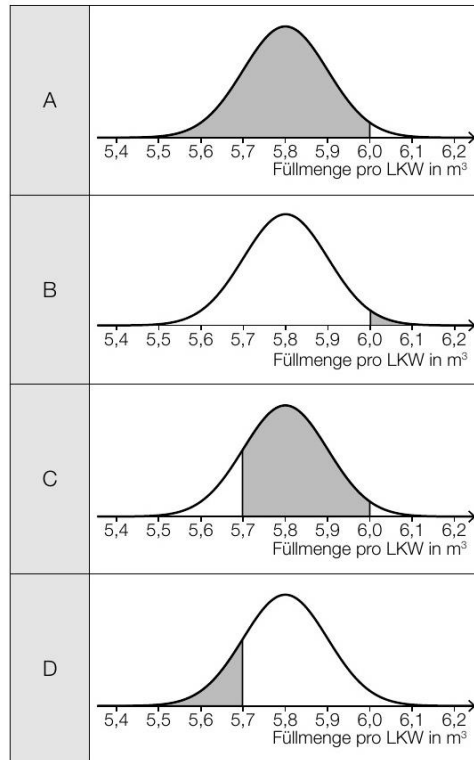 A
5,4 5,5 5,6 5,7 5,8 5,9 6,0 6,1 6,2
Füllmenge pro LKW in m³
B
5,4 5,5 5,6 5,7 5,8 5,9 6,0 6,1 6,2
Füllmenge pro LKW in m³
C
5,4 5,5 5,6 5,7 5,8 5,9 6,0 6,1 6,2
Füllmenge pro LKW in m³
D
5,4 5,5 5,6 5,7 5,8 5,9 6,0 6,1 6,2
Füllmenge pro LKW in m³